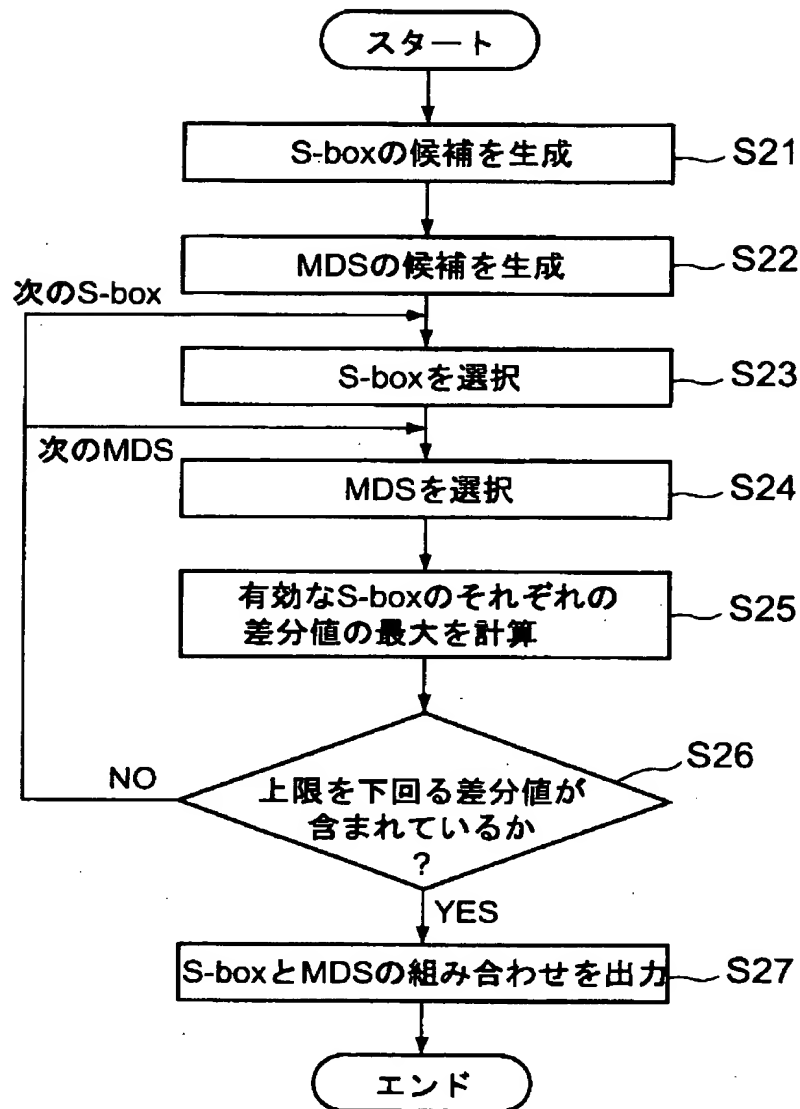 スタート
S-boxの候補を生成
S21
MDSの候補を生成
S22
次のS-box
S-boxを選択
S23
次のMDS
MDSを選択
S24
有効なS-boxのそれぞれの
差分値の最大を計算
S25
S26
NO
上限を下回る差分値が
含まれているか
?
YES
S-boxとMDSの組み合わせを出力
S27
エンド